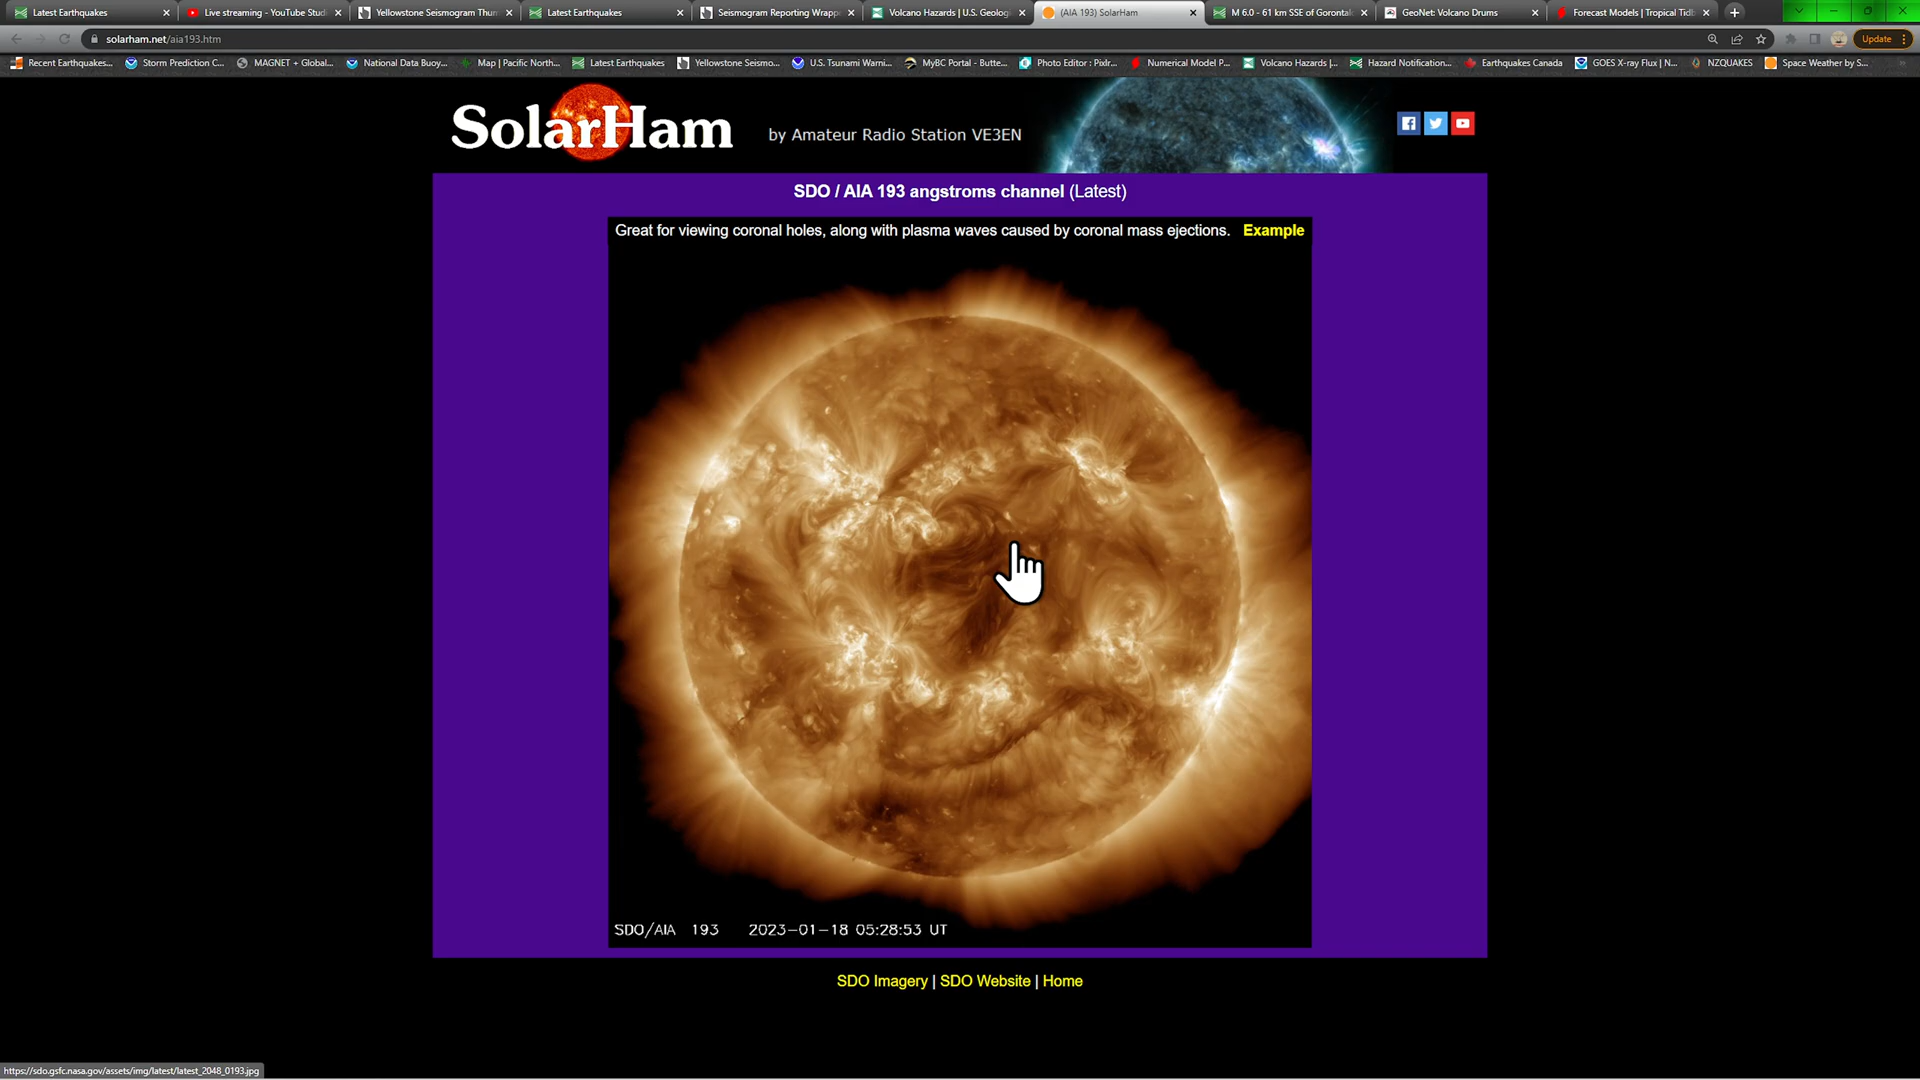 Latest Earthquakes
Live streaming - YouTube Stud
Yellowstone Seismogram Thur
Latest Earthquakes
Seismogram Reporting Wrapp
Volcano Hazards | U.S. Geolog
(AIA 193) SolarHam
M 6.0 - 61 km SSE of Gorontal
GeoNet: Volcano Drums
Forecast Models | Tropical Tidb
solarham.net/aia193.htm
Update
Recent Earthquakes...
Storm Prediction C...
MAGNET + Global...
National Data Buoy...
Map | Pacific North...
Latest Earthquakes
Yellowstone Seismo...
U.S. Tsunami Warni...
MyBC Portal - Butte...
Photo Editor : Pixlr...
Numerical Model P...
Volcano Hazards |...
Hazard Notification...
Earthquakes Canada
GOES X-ray Flux | N...
NZQUAKES
Space Weather by S...
SolarHam
by Amateur Radio Station VE3EN
SDO / AIA 193 angstroms channel (Latest)
Great for viewing coronal holes, along with plasma waves caused by coronal mass ejections. Example
SDO/AIA 193 2023-01-18 05:28:53 UT
SDO Imagery | SDO Website | Home
https://sdo.gsfc.nasa.gov/assets/img/latest/latest_2048_0193.jpg